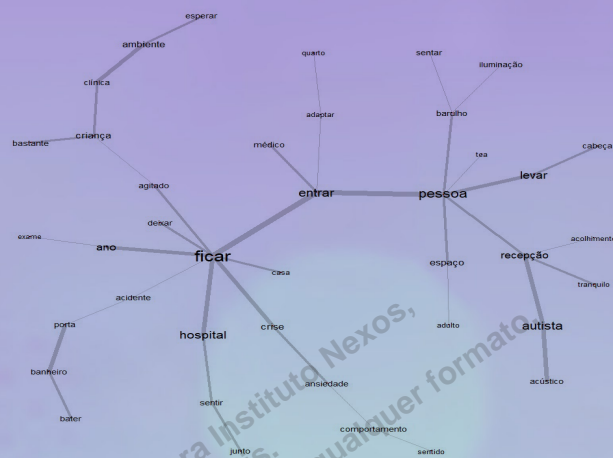 esperar
ambiente
quarto
sentar
iluminação
clínica
adaptar
barulho
bastante
criança
médico
tea
cabeça
levar
agitado
entrar
pessoa
deixar
exame
ano
ficar
casa
espaço
recepção
acolhimento
tranquilo
acidente
porta
hospital
crise
adulto
autista
banheiro
ansiedade
acústico
sentir
bater
comportamento
junto
sentido
ra Instituto Nexos,
s.
qualquer formato.